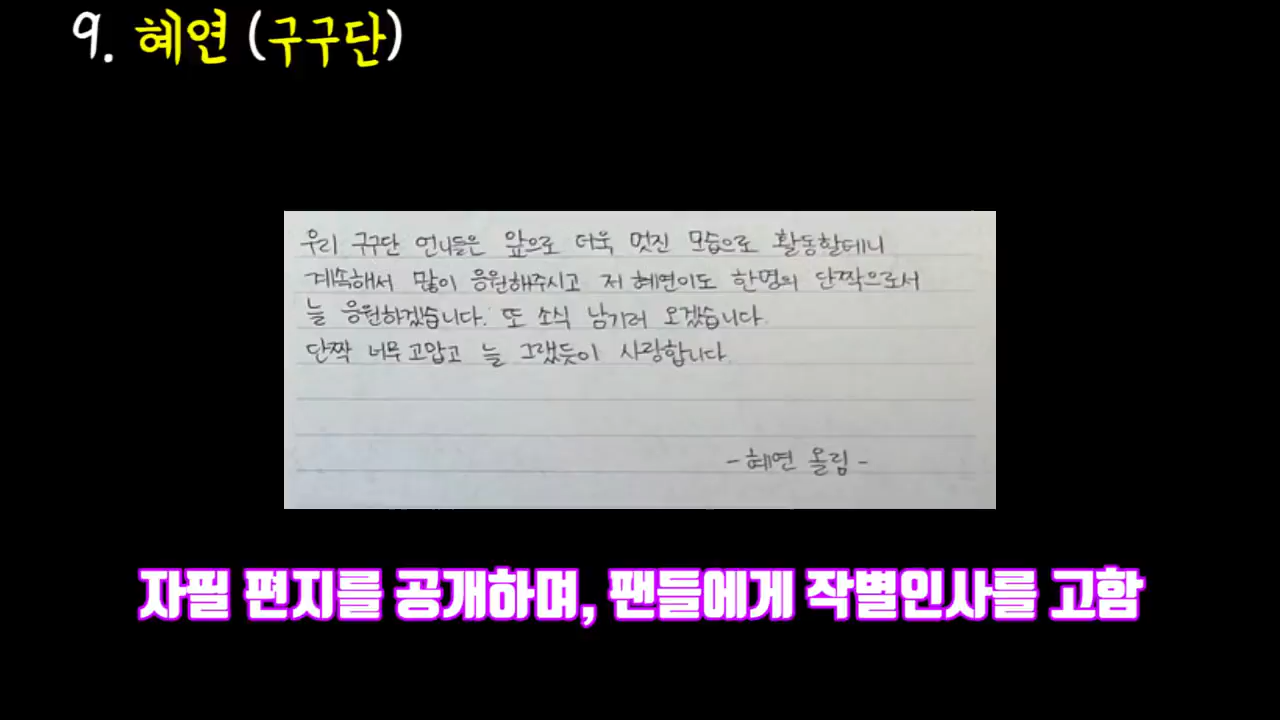 9. 혜연 (구구단)
우리 구구단 언니들은 앞으로 더욱 멋진 모습으로 활동할테니
계속해서 많이 응원해주시고 저 혜연이도 한명의 단짝으로서
늘 응원하겠습니다. 또 소식 남기러 오겠습니다.
단짝 너무 고맙고 늘 그랬듯이 사랑합니다.
- 혜연 올림 -
자필 편지를 공개하며, 팬들에게 작별인사를 고함